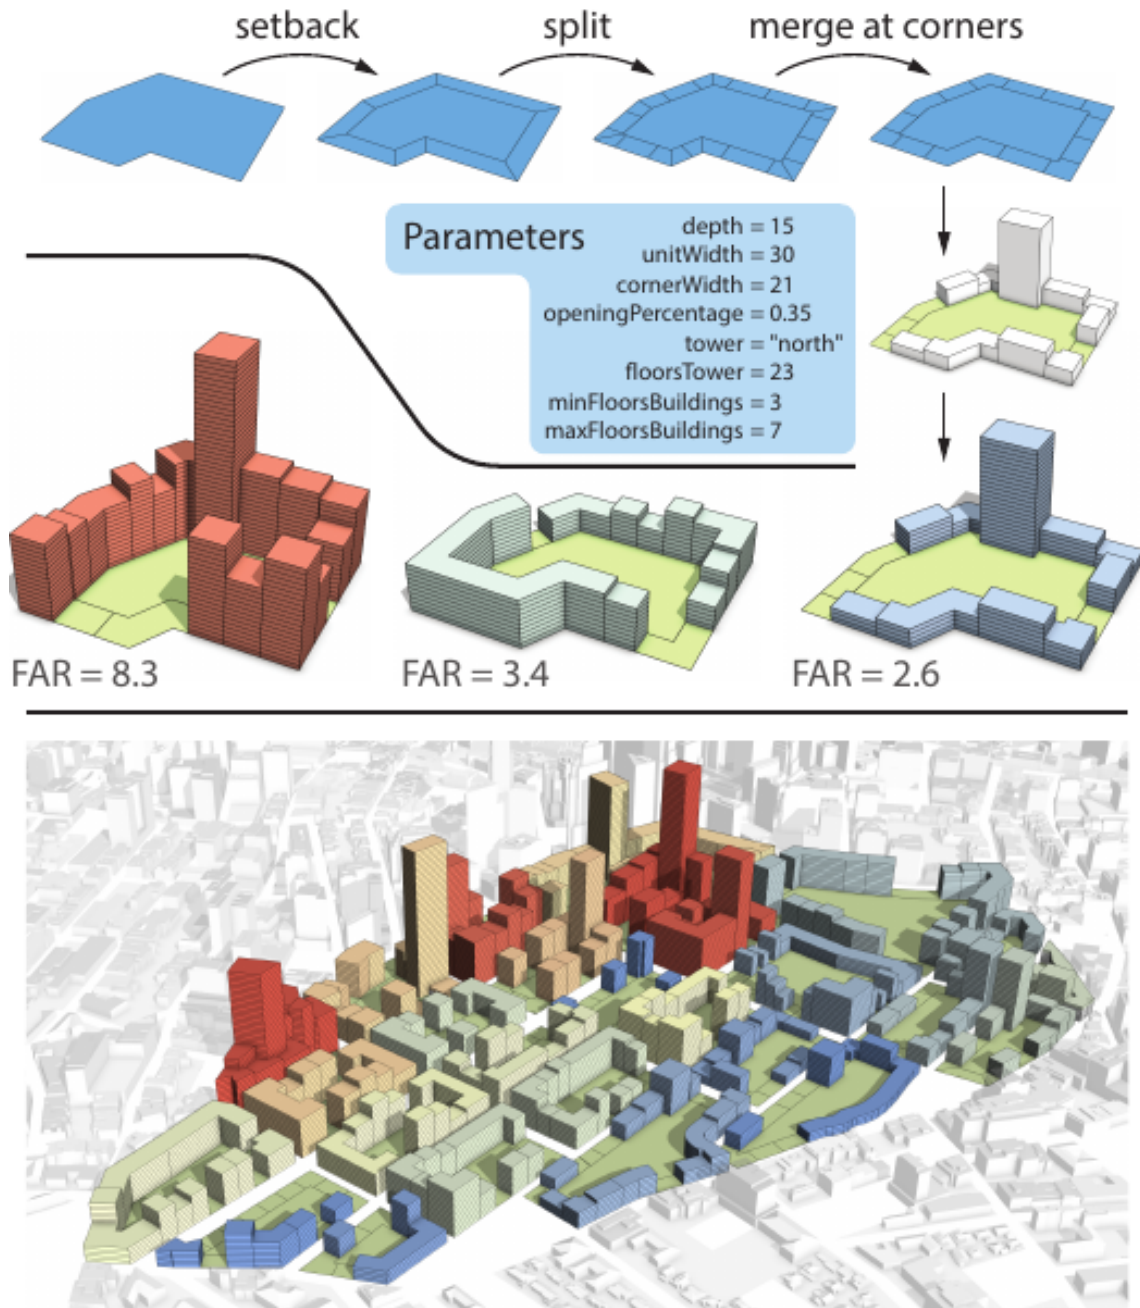 setback
split
merge at corners
Parameters
depth = 15
unitWidth = 30
cornerWidth = 21
openingPercentage = 0.35
tower = "north"
floorsTower = 23
minFloorsBuildings = 3
maxFloorsBuildings = 7
FAR = 8.3
FAR = 3.4
FAR = 2.6